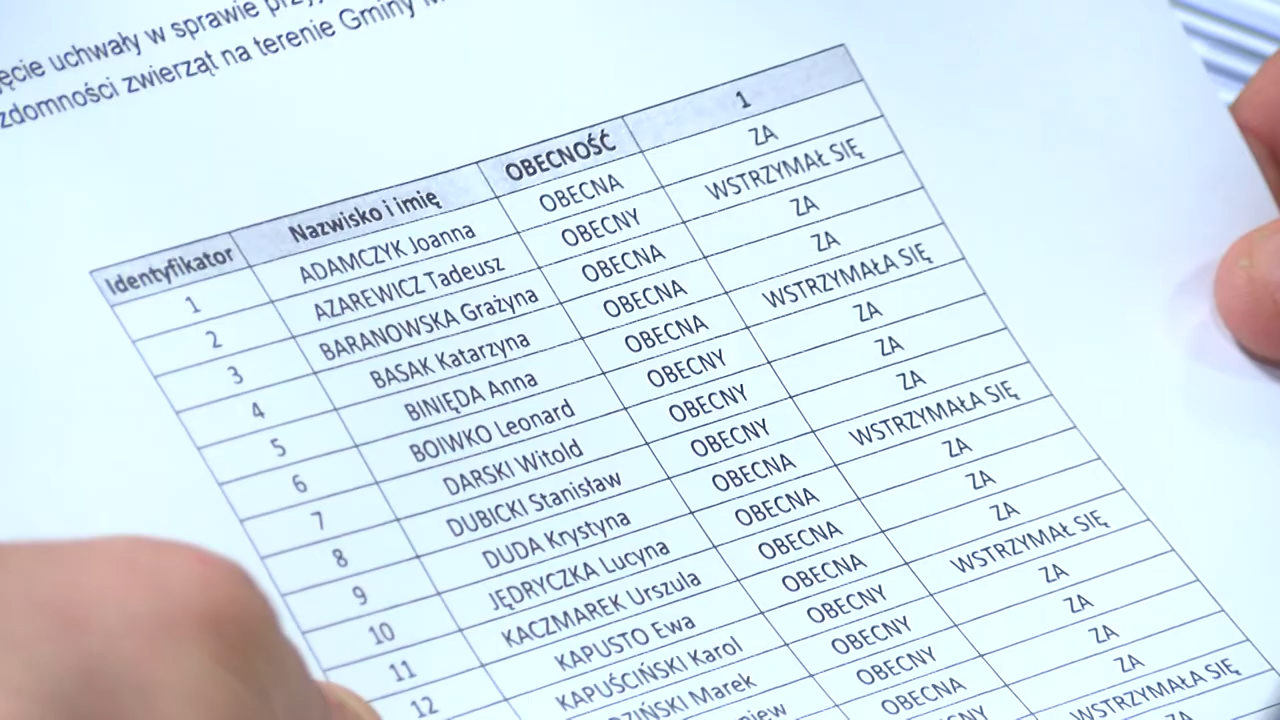 ęcie uchwały w sprawie
zdomności zwierząt na terenie Gminy
Identyfikator Nazwisko i imię OBECNOŚĆ 1
1 ADAMCZYK Joanna OBECNA ZA
2 AZAREWICZ Tadeusz OBECNY WSTRZYMAŁ SIĘ
3 BARANOWSKA Grażyna OBECNA ZA
4 BASAK Katarzyna OBECNA ZA
5 BINIĘDA Anna OBECNA WSTRZYMAŁA SIĘ
6 BOIWKO Leonard OBECNY ZA
7 DARSKI Witold OBECNY ZA
8 DUBICKI Stanisław OBECNY ZA
9 DUDA Krystyna OBECNA WSTRZYMAŁA SIĘ
10 JĘDRYCZKA Lucyna OBECNA ZA
11 KACZMAREK Urszula OBECNA ZA
12 KAPUSTO Ewa OBECNA ZA
KAPUŚCIŃSKI Karol OBECNY WSTRZYMAŁ SIĘ
Marek OBECNY ZA
OBECNY ZA
OBECNA ZA
ZA
WSTRZYMAŁA SIĘ
ZA